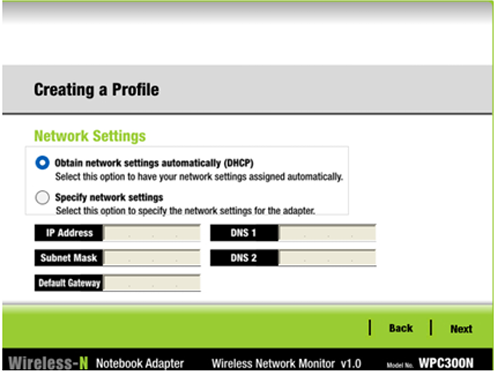 Creating a Profile
Network Settings
Obtain network settings automatically (DHCP)
Select this option to have your network settings assigned automatically.
Specify network settings
Select this option to specify the network settings for the adapter.
IP Address
DNS 1
Subnet Mask
DNS 2
Default Gateway
Back
Next
Wireless-N Notebook Adapter Wireless Network Monitor v1.0 Model No. WPC300N